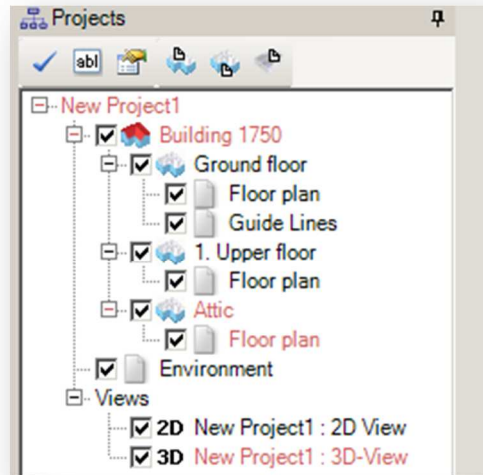 Projects
abl
New Project1
Building 1750
Ground floor
Floor plan
Guide Lines
1. Upper floor
Floor plan
Attic
Floor plan
Environment
Views
2D New Project1 : 2D View
3D New Project1 : 3D-View